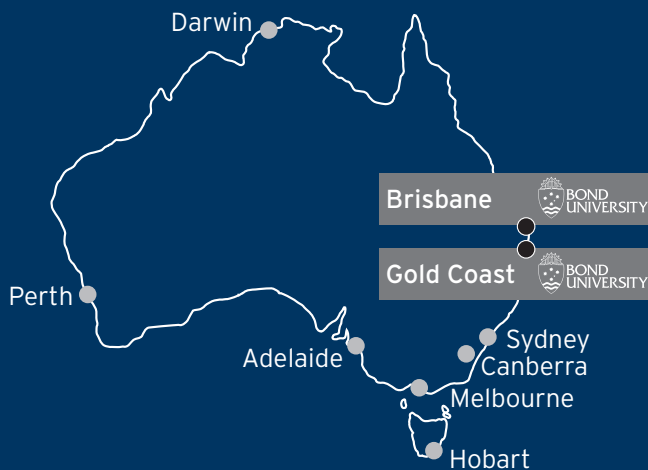 Darwin
Brisbane
BOND
UNIVERSITY
Gold Coast
BOND
UNIVERSITY
Perth
Sydney
Adelaide
Canberra
Melbourne
Hobart